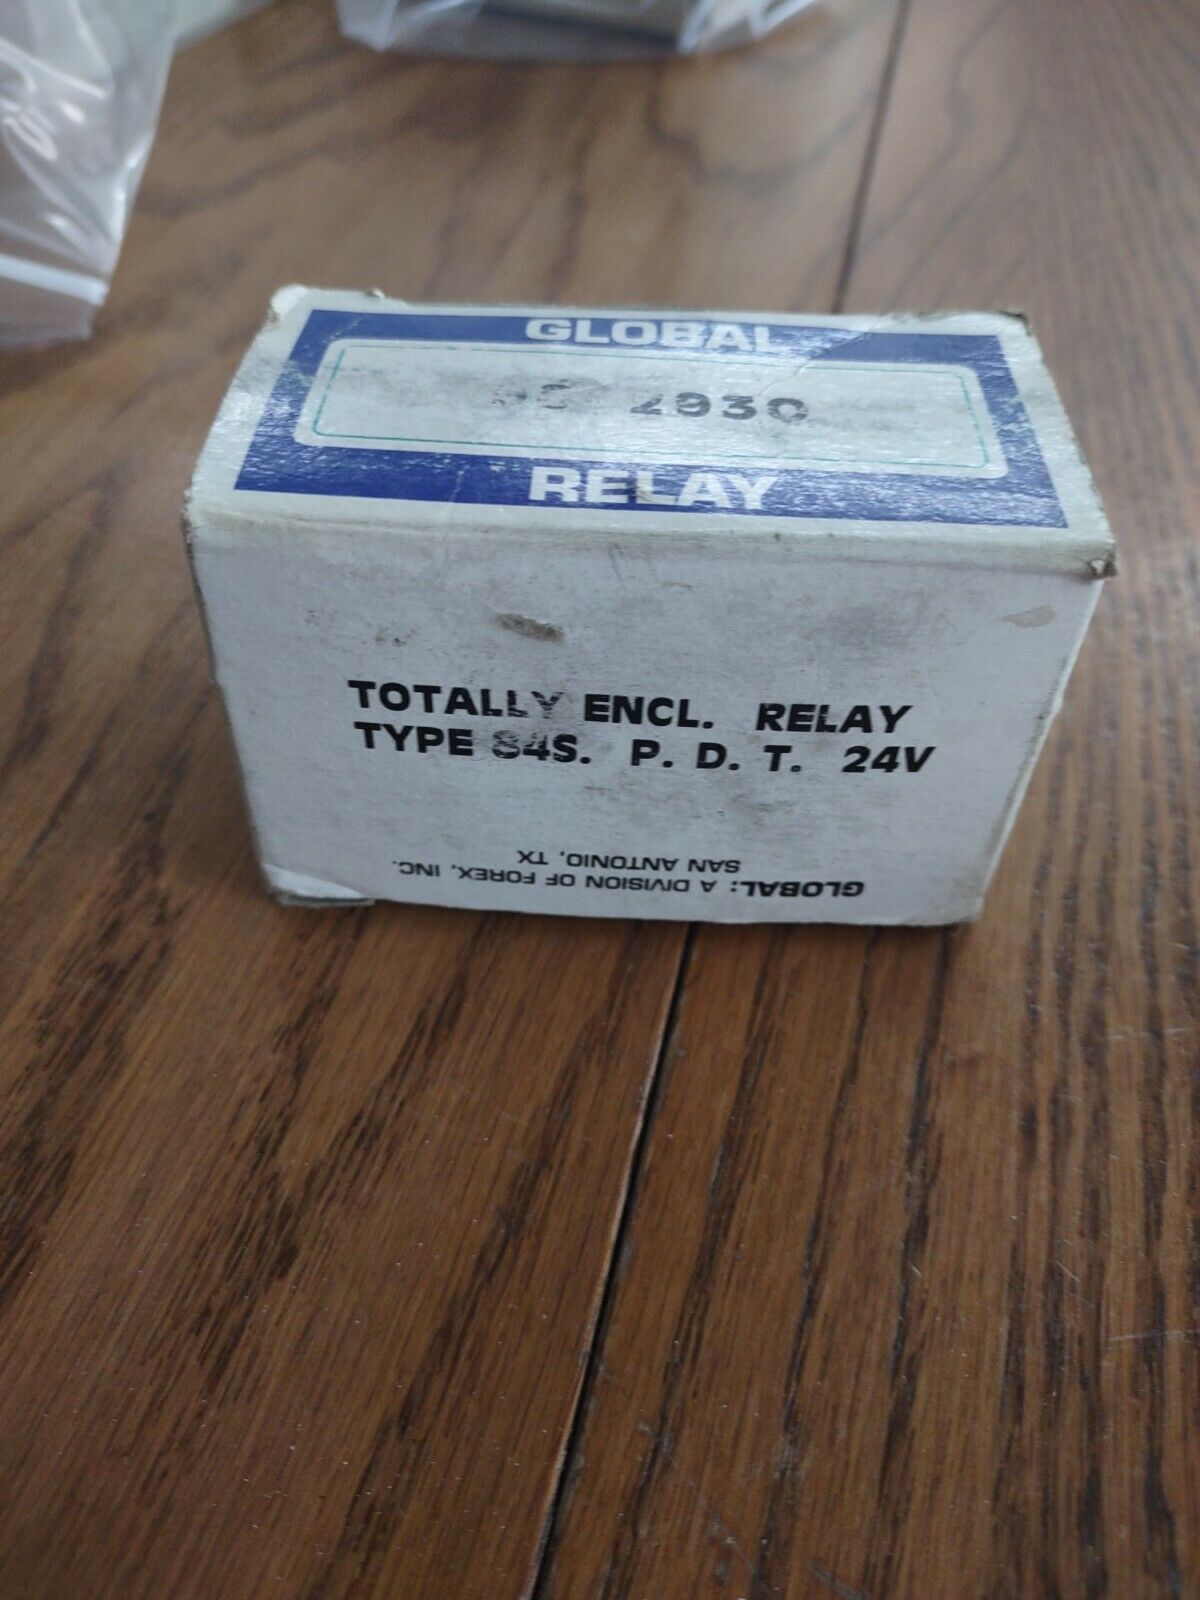 GLOBAL
2930
RELAY
TOTALLY ENCL. RELAY
TYPE 84S. P. D. T. 24V
GLOBAL: A DIVISION OF FOREX, INC.
SAN ANTONIO, TX